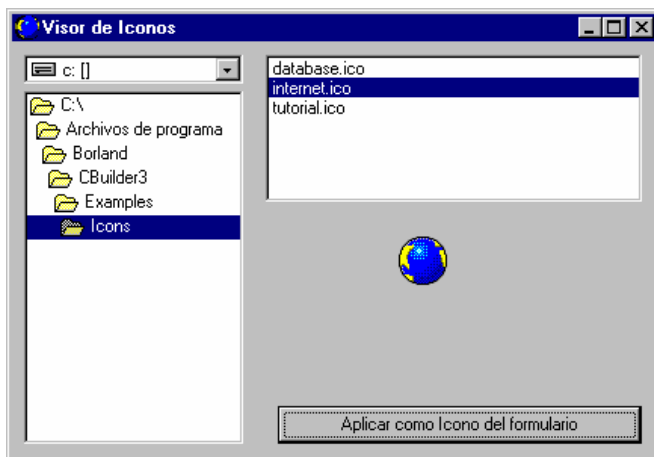 Visor de Iconos
c: []
C:\
Archivos de programa
Borland
CBuilder3
Examples
Icons
database.ico
internet.ico
tutorial.ico
Aplicar como Icono del formulario